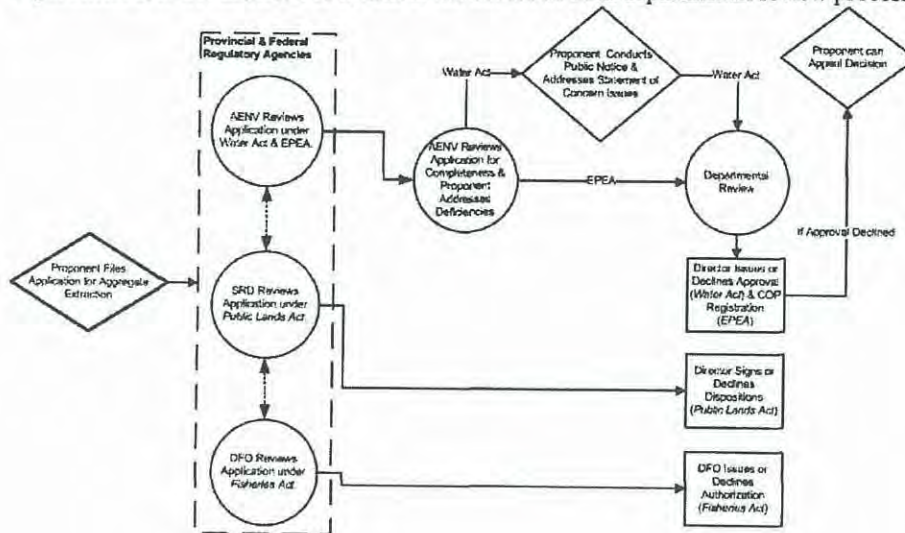 Provincial & Federal
Regulatory Agencies
AENV Reviews
Application under
Water Act & EPEA.
SRD Reviews
Application under
Public Lands Act.
DFO Reviews
Application under
Fisheries Act.
Proponent Files
Application for Aggregate
Extraction
AENV Reviews
Application for
Completeness &
Proponent
Addresses
Deficiencies
Water Act
Proponent Conducts
Public Notice &
Addresses Statement of
Concern Issues
Water Act
EPEA
Departmental
Review
Proponent can
Appeal Decision
If Approval Declined
Director Issues or
Declines Approval
(Water Act) & COP
Registration
(EPEA)
Director Signs or
Declines
Dispositions
(Public Lands Act)
DFO Issues or
Declines
Authorization
(Fisheries Act)